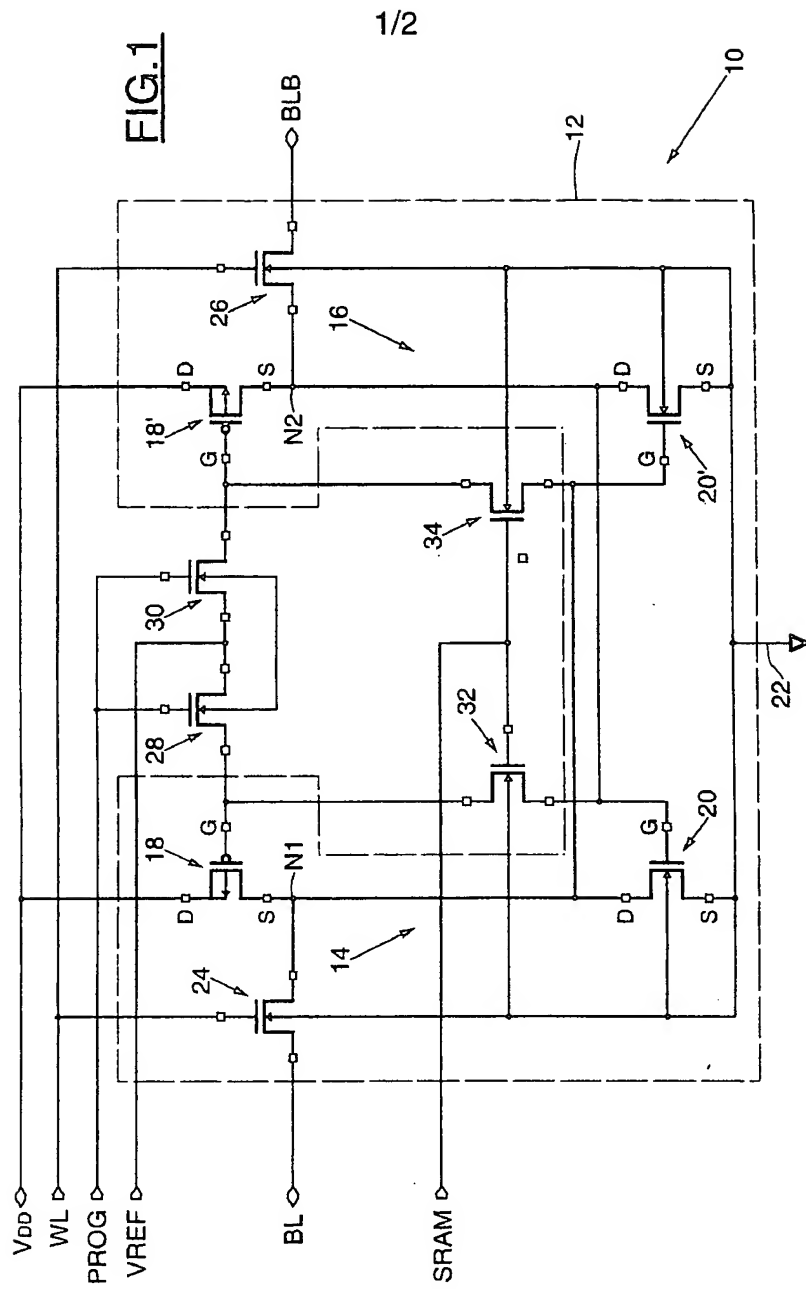 1/2
FIG.1
VDD
WL
PROG
VREF
BL
SRAM
BLB
10
12
14
16
18
D
G
S
N1
18'
D
G
S
N2
20
D
G
S
20'
D
G
S
22
24
26
28
30
32
34